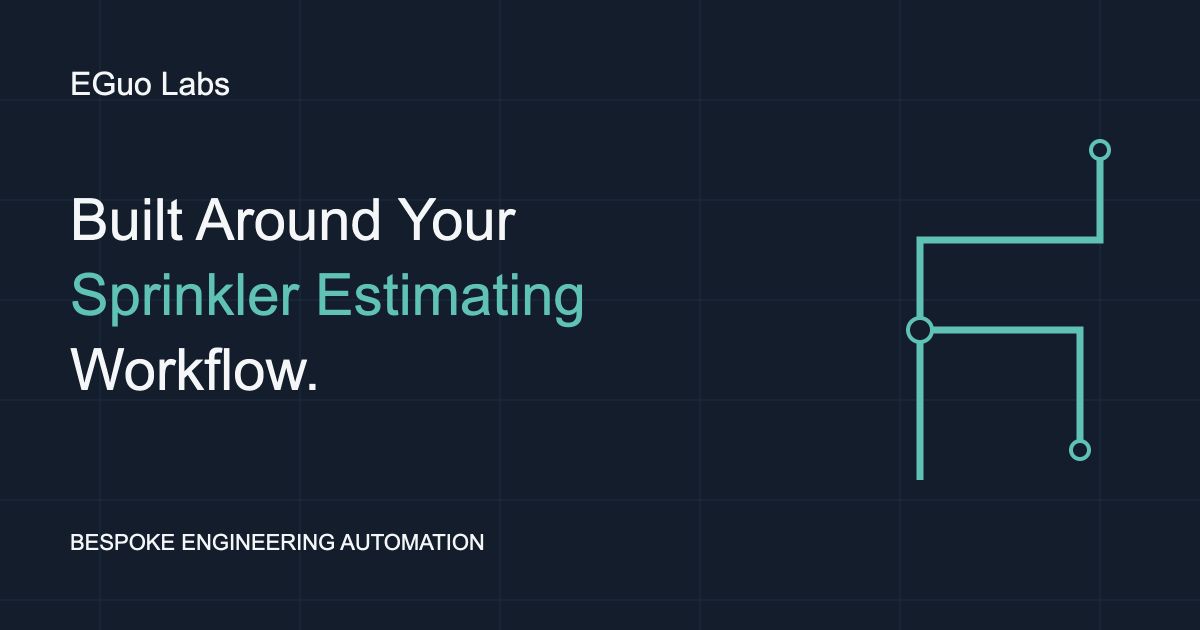 EGuo Labs
Built Around Your
Sprinkler Estimating
Workflow.
BESPOKE ENGINEERING AUTOMATION